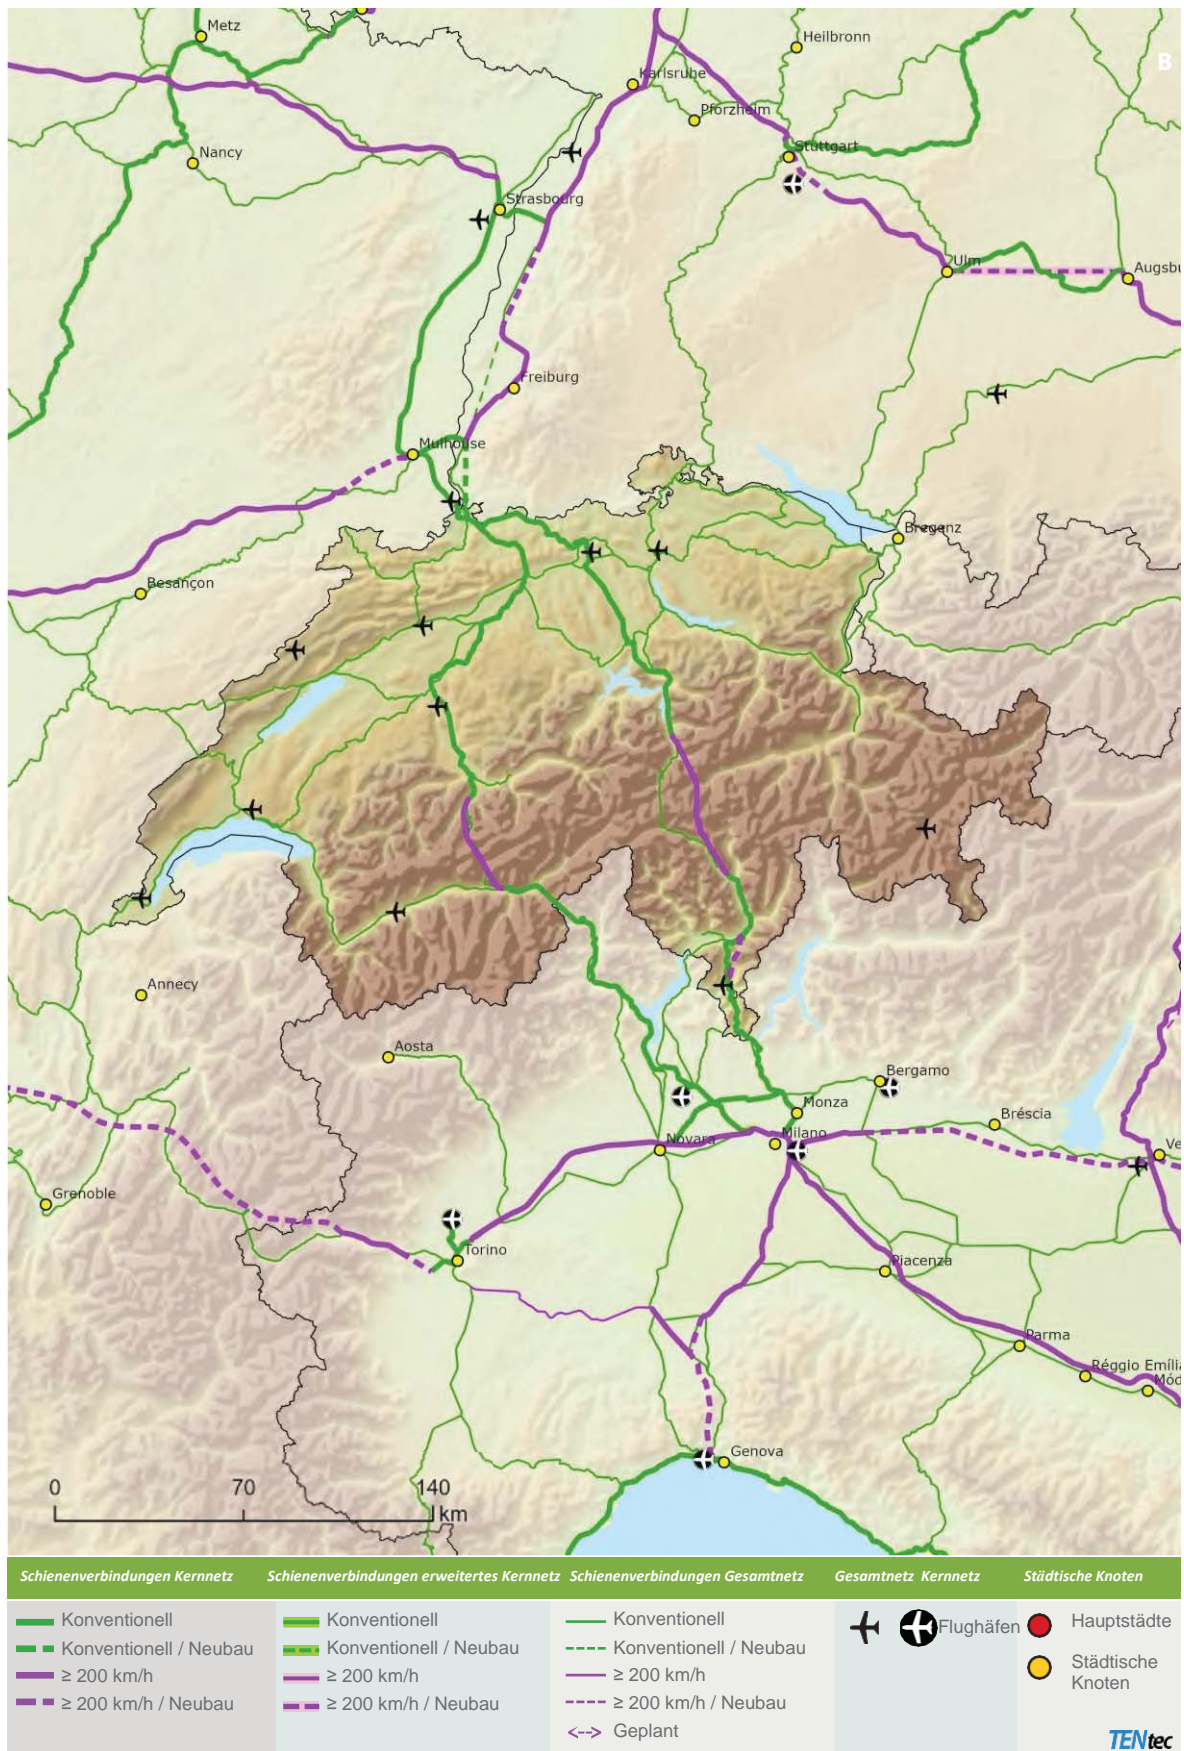 Metz
Heilbronn
B
Karlsruhe
Pforzheim
Stuttgart
Nancy
Strasbourg
Ulm
Augsbu
Freiburg
Mulhouse
Bregenz
Besançon
Annecy
Aosta
Bergamo
Monza
Bréscia
Milano
Novara
Ve
Grenoble
Torino
Piacenza
Parma
Réggio Emília
Mód
Genova
0 70 140
km
Schienenverbindungen Kernnetz Schienenverbindungen erweitertes Kernnetz Schienenverbindungen Gesamtnetz Gesamtnetz Kernnetz Städtische Knoten
Konventionell
Konventionell / Neubau
≥ 200 km/h
≥ 200 km/h / Neubau
Konventionell
Konventionell / Neubau
≥ 200 km/h
≥ 200 km/h / Neubau
Konventionell
Konventionell / Neubau
≥ 200 km/h
≥ 200 km/h / Neubau
Geplant
Flughäfen
Hauptstädte
Städtische
Knoten
TENtec